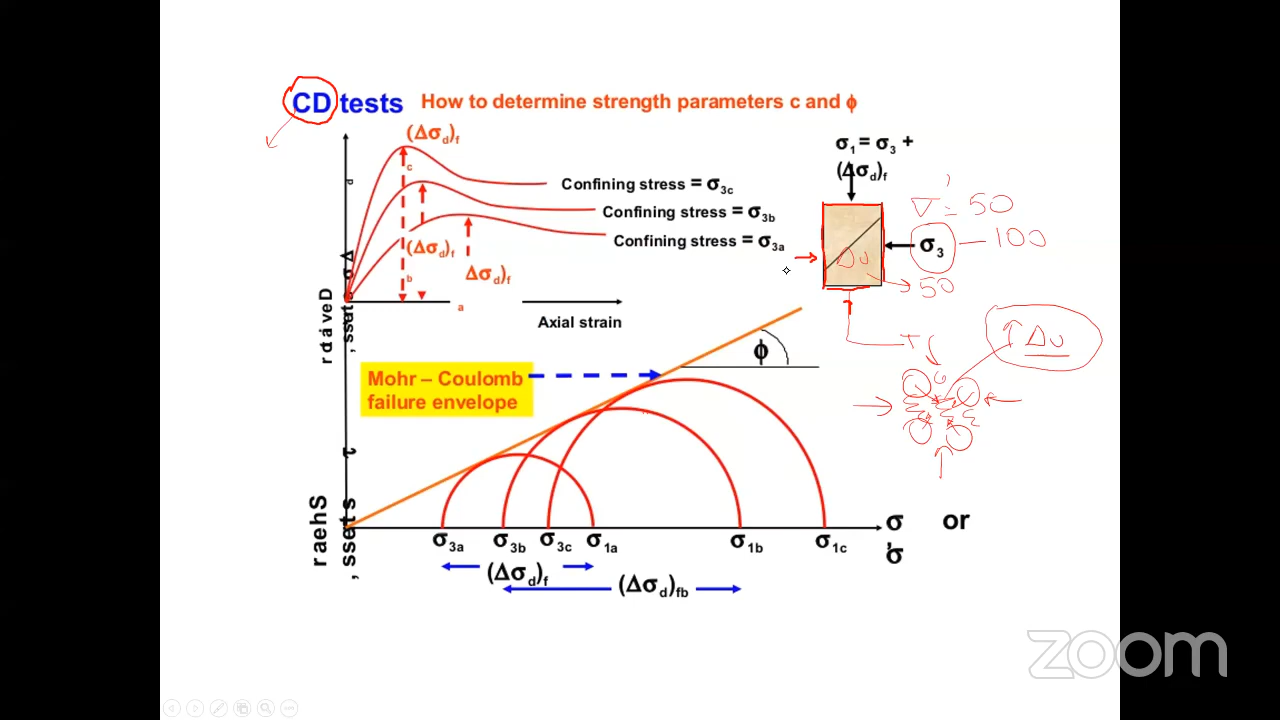 CD tests
How to determine strength parameters c and ϕ
(Δσd)f
c
d
Confining stress = σ3c
Confining stress = σ3b
Confining stress = σ3a
(Δσd)f
b
Δσd)f
a
Axial strain
σ1 = σ3 +
(Δσd)f
σ3
σ' = 50
100
Δu
50
Δu
ϕ
Mohr – Coulomb
failure envelope
τ
σ3a
σ3b
σ3c
σ1a
σ1b
σ1c
σ or
σ'
(Δσd)f
(Δσd)fb
zoom